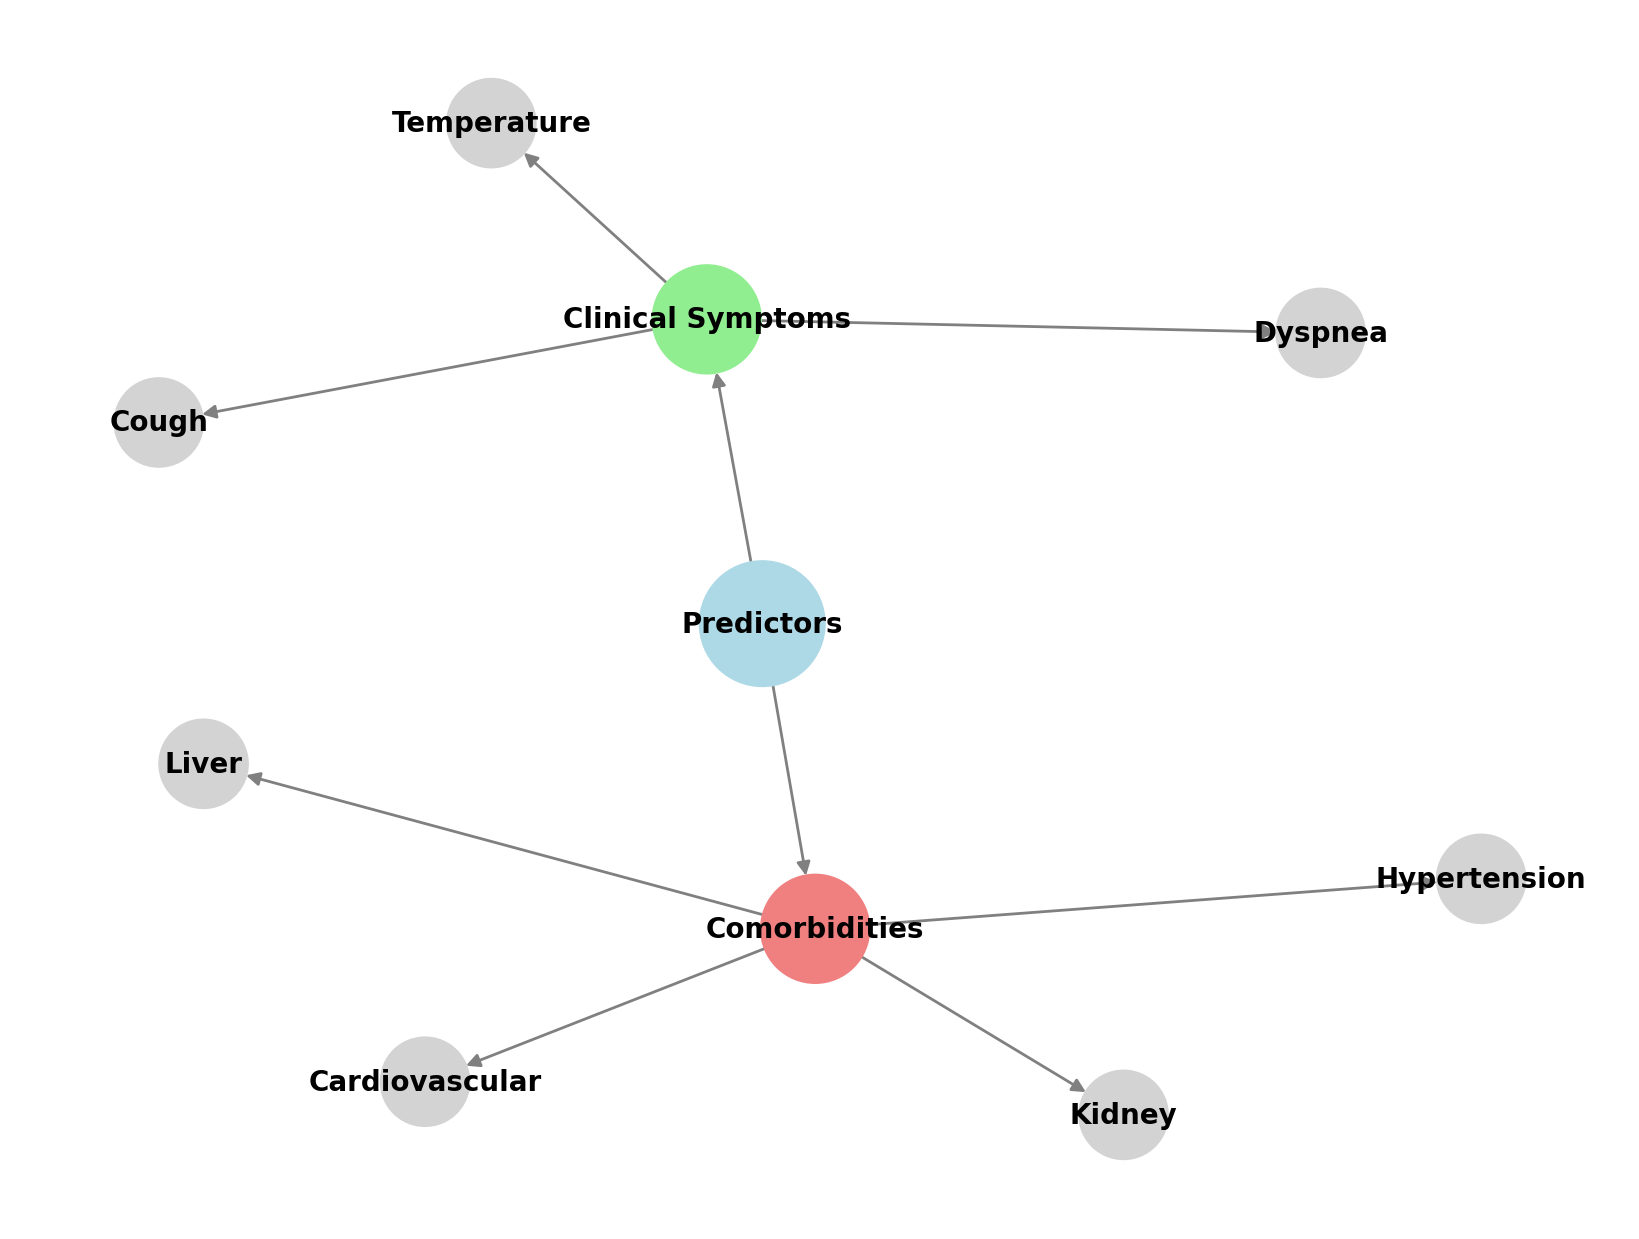 Temperature
Clinical Symptoms
Dyspnea
Cough
Predictors
Liver
Hypertension
Comorbidities
Cardiovascular
Kidney